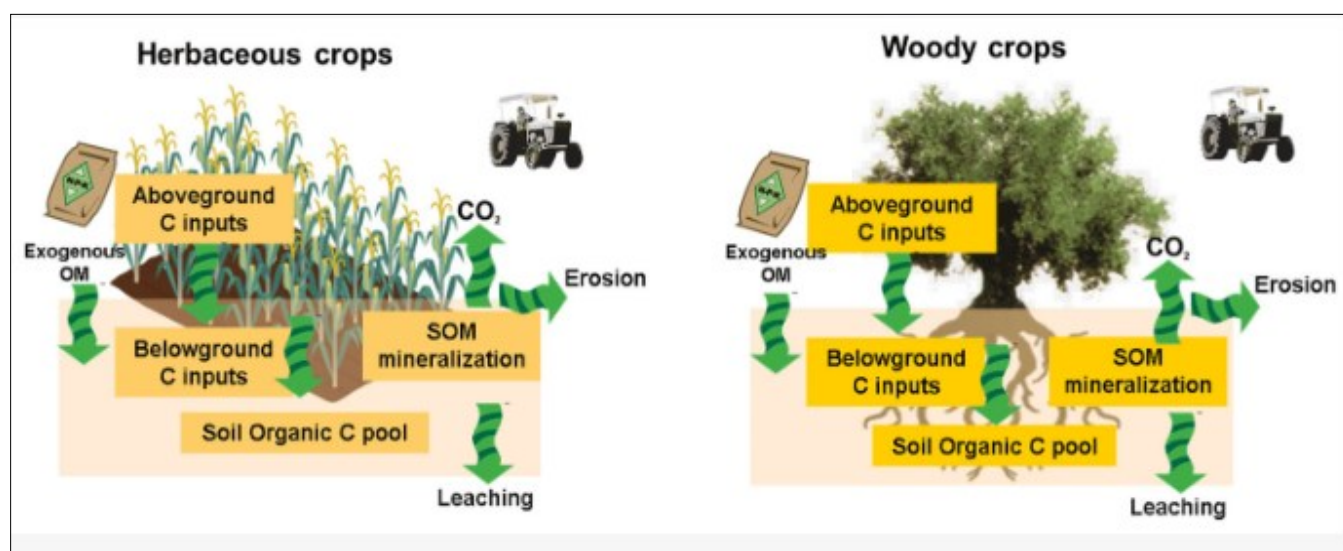 Herbaceous crops
N.P.K
Aboveground
C inputs
CO₂
Exogenous
OM
Erosion
Belowground
C inputs
SOM
mineralization
Soil Organic C pool
Leaching
Woody crops
N.P.K
Aboveground
C inputs
CO₂
Exogenous
OM
Erosion
Belowground
C inputs
SOM
mineralization
Soil Organic C pool
Leaching